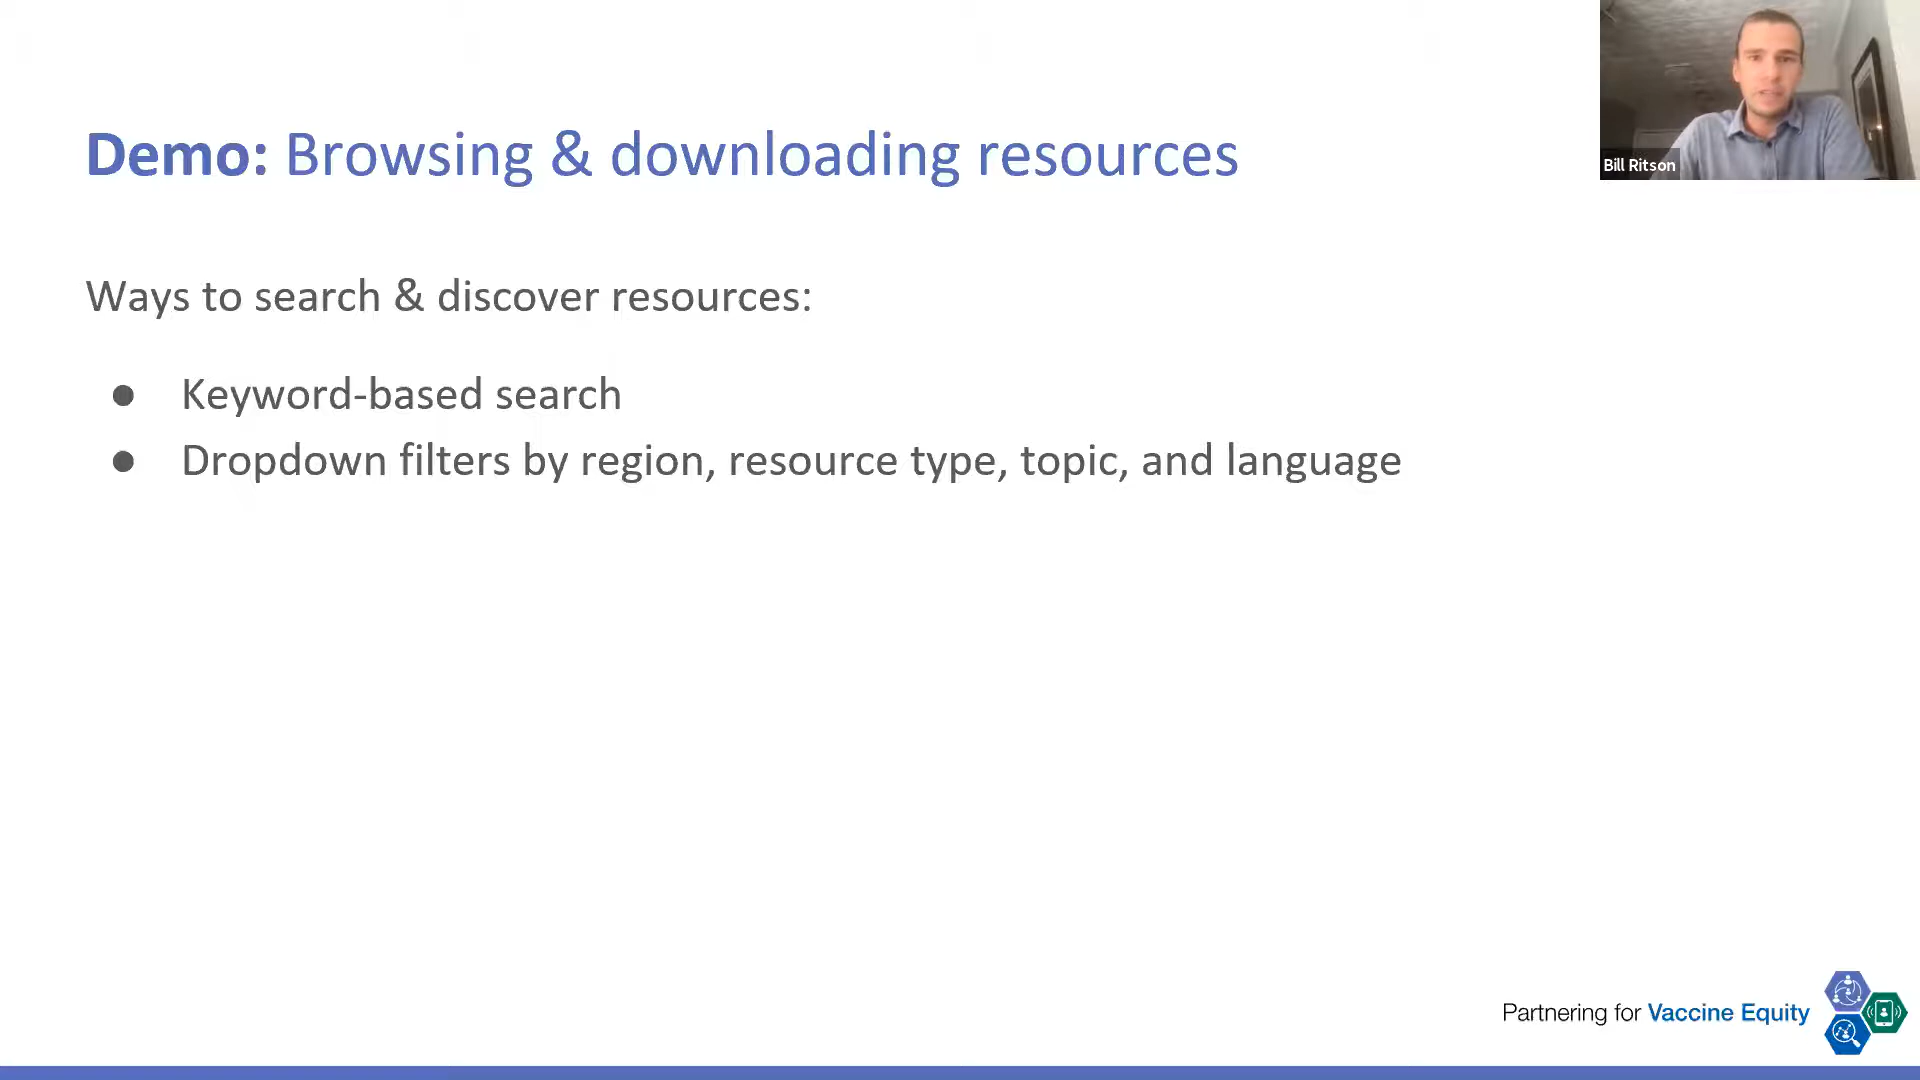 Demo: Browsing & downloading resources
Bill Ritson
Ways to search & discover resources:
● Keyword-based search
● Dropdown filters by region, resource type, topic, and language
Partnering for Vaccine Equity